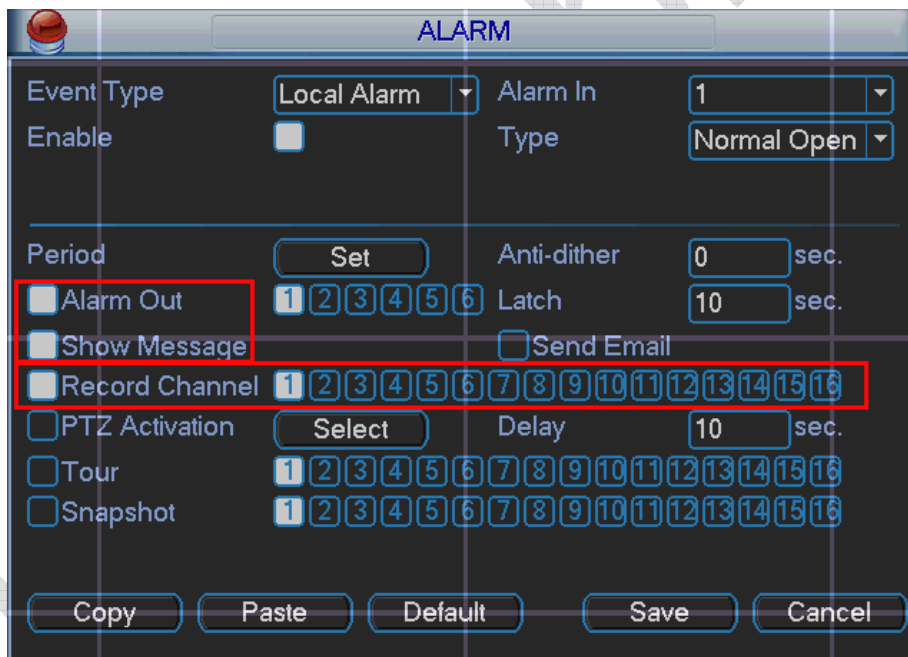 ALARM
Event Type Local Alarm Alarm In 1
Enable Type Normal Open
Period Set Anti-dither 0 sec.
Alarm Out 1 2 3 4 5 6 Latch 10 sec.
Show Message Send Email
Record Channel 1 2 3 4 5 6 7 8 9 10 11 12 13 14 15 16
PTZ Activation Select Delay 10 sec.
Tour 1 2 3 4 5 6 7 8 9 10 11 12 13 14 15 16
Snapshot 1 2 3 4 5 6 7 8 9 10 11 12 13 14 15 16
Copy Paste Default Save Cancel